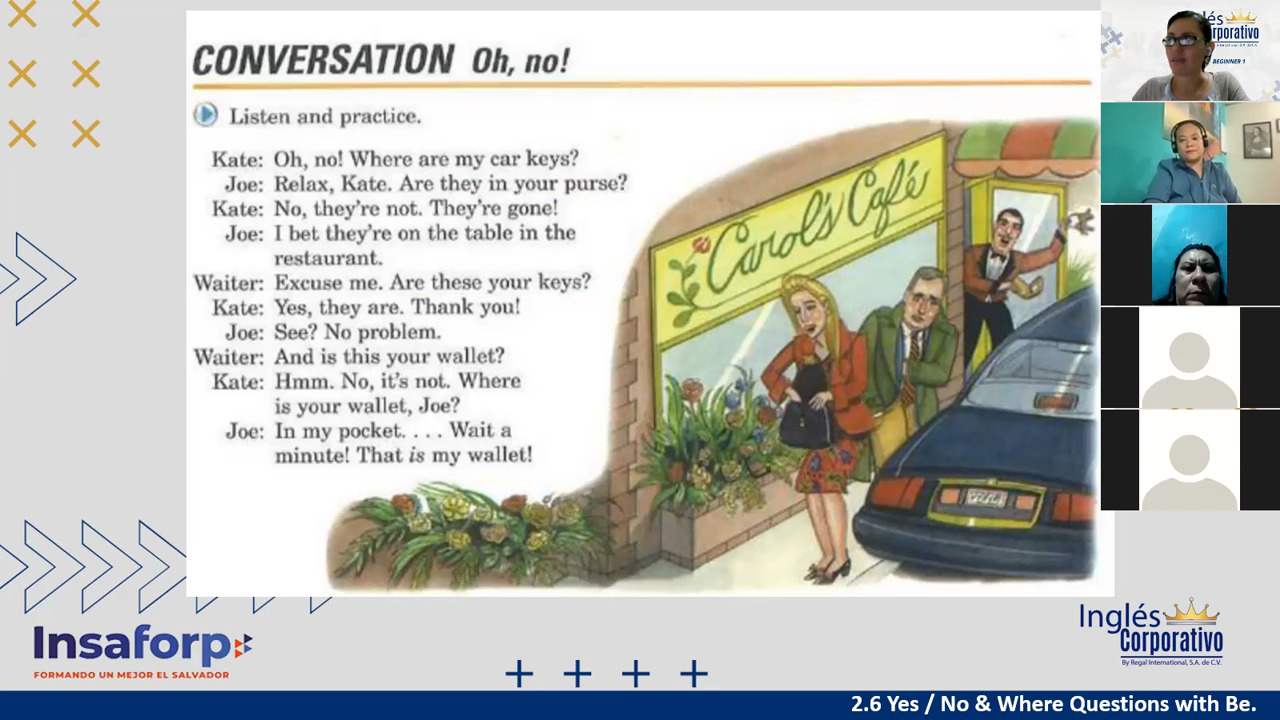 CONVERSATION Oh, no!
Listen and practice.
Kate: Oh, no! Where are my car keys?
Joe: Relax, Kate. Are they in your purse?
Kate: No, they're not. They're gone!
Joe: I bet they're on the table in the
restaurant.
Waiter: Excuse me. Are these your keys?
Kate: Yes, they are. Thank you!
Joe: See? No problem.
Waiter: And is this your wallet?
Kate: Hmm. No, it's not. Where
is your wallet, Joe?
Joe: In my pocket. . . . Wait a
minute! That is my wallet!
Carol's Café
BEGINNER 1
Insaforp
FORMANDO UN MEJOR EL SALVADOR
Inglés
Corporativo
By Regal International, S.A. de C.V.
2.6 Yes / No & Where Questions with Be.